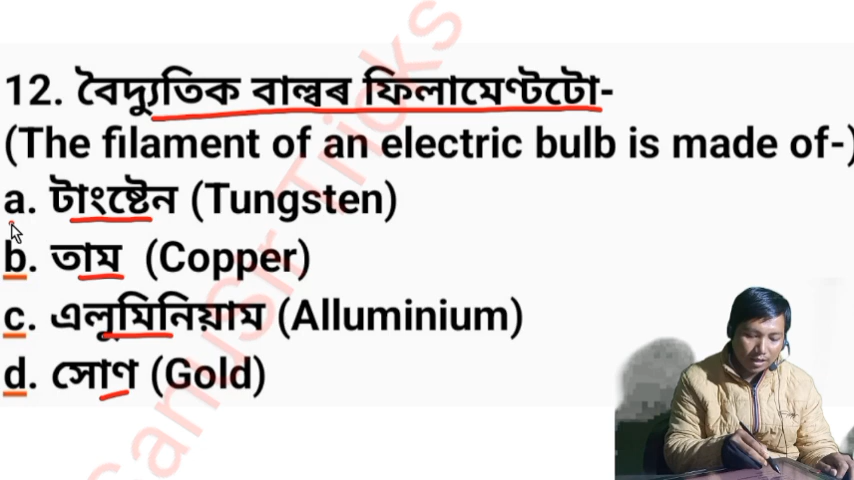 12. বৈদ্যুতিক বাল্বৰ ফিলামেণ্টটো-
(The filament of an electric bulb is made of-)
a. টাংষ্টেন (Tungsten)
b. তাম (Copper)
c. এলুমিনিয়াম (Alluminium)
d. সোণ (Gold)